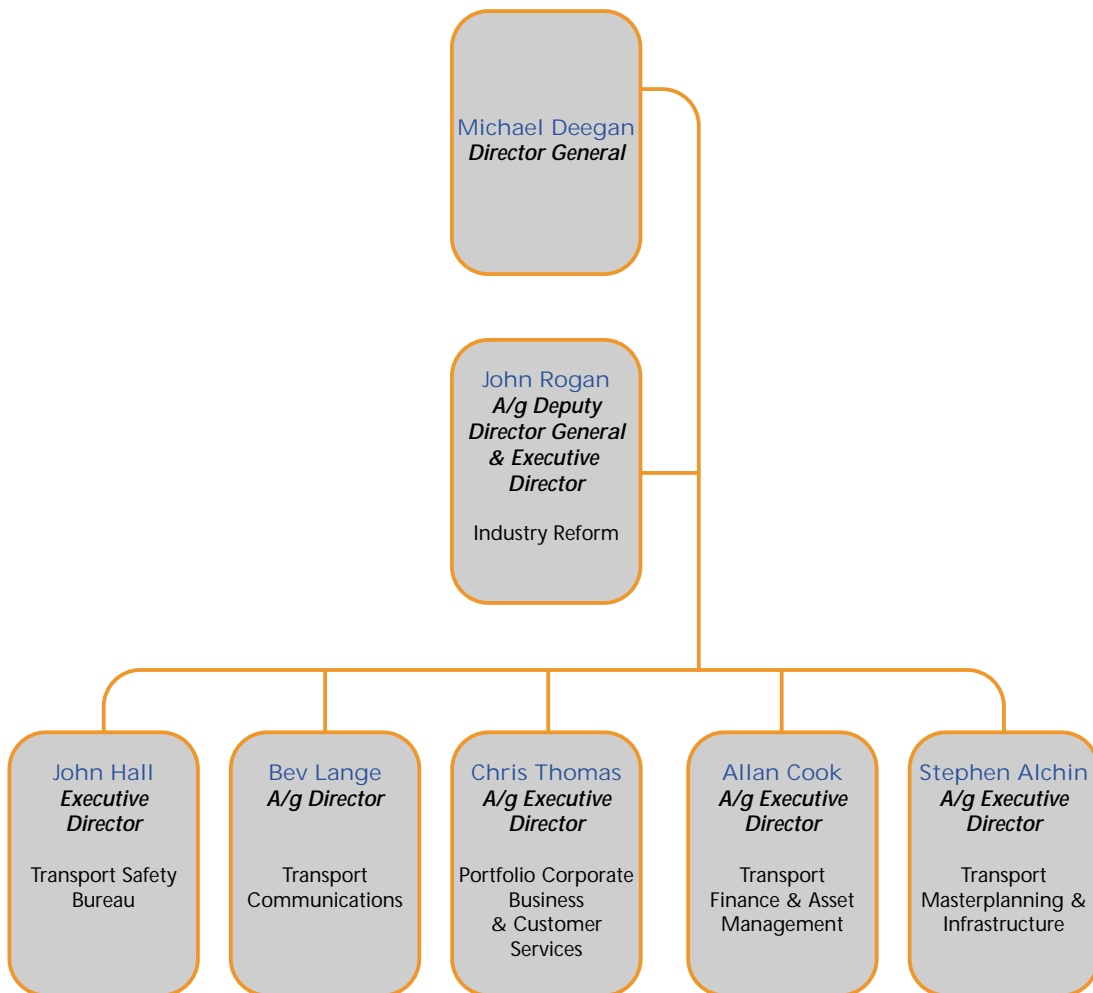 Michael Deegan
Director General
John Rogan
A/g Deputy
Director General
& Executive
Director
Industry Reform
John Hall
Executive
Director
Transport Safety
Bureau
Bev Lange
A/g Director
Transport
Communications
Chris Thomas
A/g Executive
Director
Portfolio Corporate
Business
& Customer
Services
Allan Cook
A/g Executive
Director
Transport
Finance & Asset
Management
Stephen Alchin
A/g Executive
Director
Transport
Masterplanning &
Infrastructure